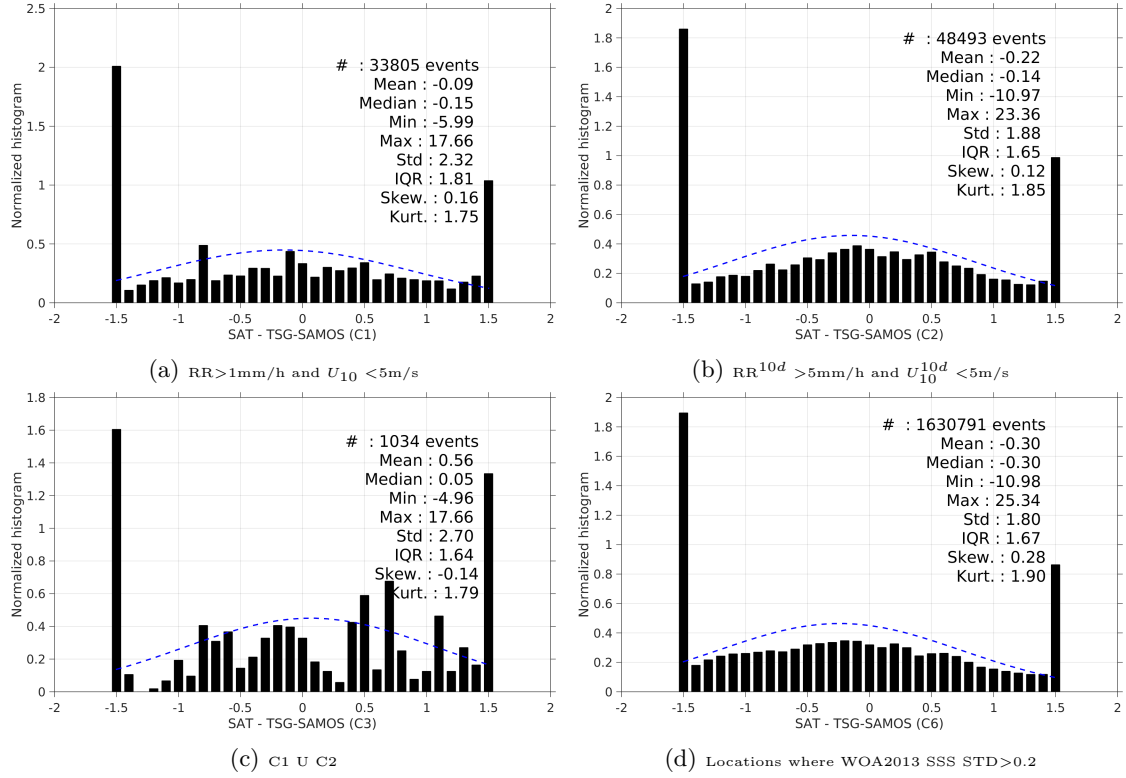 2.5
2
1.5
1
0.5
0
Normalized histogram
# : 33805 events
Mean : -0.09
Median : -0.15
Min : -5.99
Max : 17.66
Std : 2.32
IQR : 1.81
Skew. : 0.16
Kurt. : 1.75
-2 -1.5 -1 -0.5 0 0.5 1 1.5 2
SAT - TSG-SAMOS (C1)
(a) RR>1mm/h and U10 <5m/s
2
1.8
1.6
1.4
1.2
1
0.8
0.6
0.4
0.2
0
Normalized histogram
# : 48493 events
Mean : -0.22
Median : -0.14
Min : -10.97
Max : 23.36
Std : 1.88
IQR : 1.65
Skew. : 0.12
Kurt. : 1.85
-2 -1.5 -1 -0.5 0 0.5 1 1.5 2
SAT - TSG-SAMOS (C2)
(b) RR10d >5mm/h and U10d10 <5m/s
1.8
1.6
1.4
1.2
1
0.8
0.6
0.4
0.2
0
Normalized histogram
# : 1034 events
Mean : 0.56
Median : 0.05
Min : -4.96
Max : 17.66
Std : 2.70
IQR : 1.64
Skew. : -0.14
Kurt. : 1.79
-2 -1.5 -1 -0.5 0 0.5 1 1.5 2
SAT - TSG-SAMOS (C3)
(c) C1 U C2
2
1.8
1.6
1.4
1.2
1
0.8
0.6
0.4
0.2
0
Normalized histogram
# : 1630791 events
Mean : -0.30
Median : -0.30
Min : -10.98
Max : 25.34
Std : 1.80
IQR : 1.67
Skew. : 0.28
Kurt. : 1.90
-2 -1.5 -1 -0.5 0 0.5 1 1.5 2
SAT - TSG-SAMOS (C6)
(d) Locations where WOA2013 SSS STD>0.2